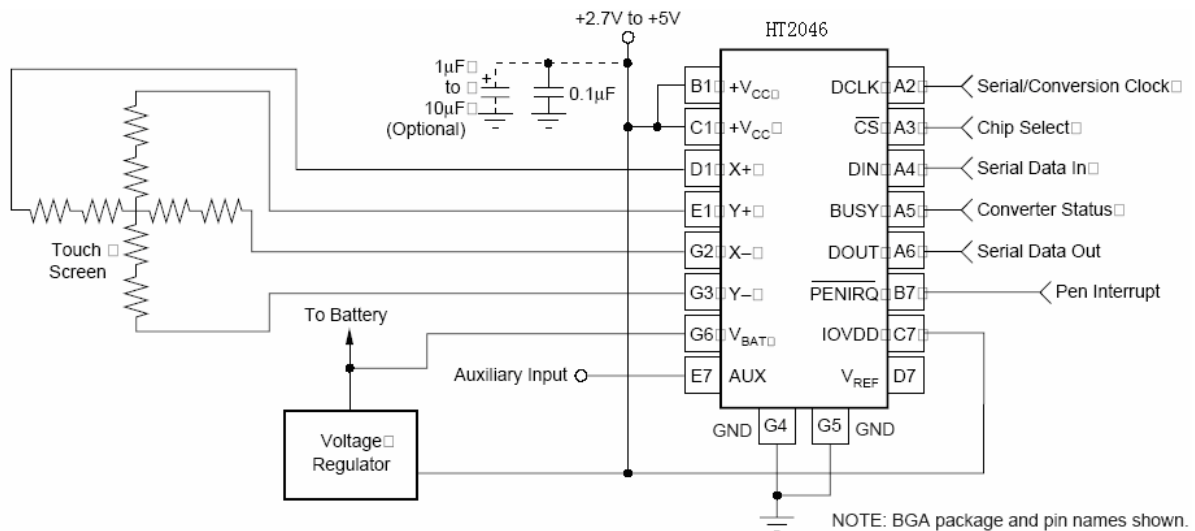 +2.7V to +5V
HT2046
1µF
to
10µF
(Optional)
+
0.1µF
B1 +VCC DCLK A2 Serial/Conversion Clock
C1 +VCC CS A3 Chip Select
D1 X+ DIN A4 Serial Data In
E1 Y+ BUSY A5 Converter Status
G2 X– DOUT A6 Serial Data Out
G3 Y– PENIRQ B7 Pen Interrupt
G6 VBAT IOVDD C7
E7 AUX VREF D7
Touch
Screen
To Battery
Auxiliary Input
Voltage
Regulator
GND G4 G5 GND
NOTE: BGA package and pin names shown